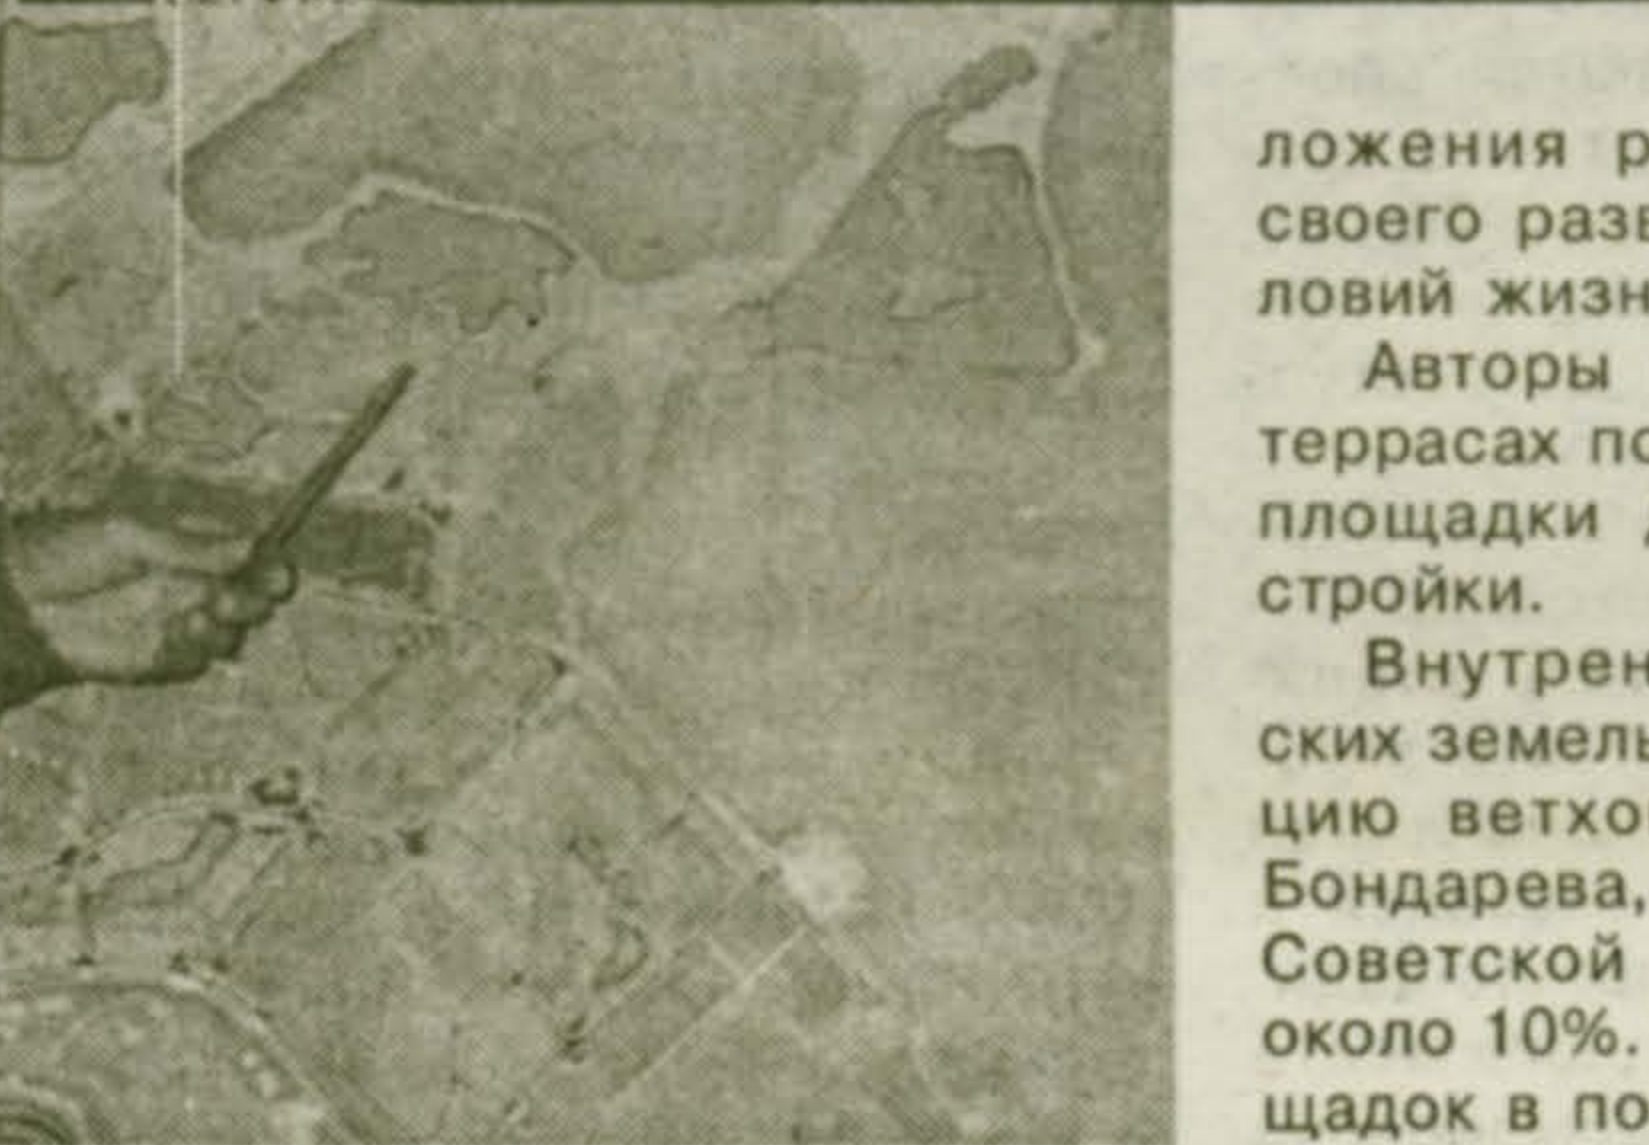 ложения р
своего разв
ловий жизн
Авторы
террасах по
площадки
стройки.
Внутрен
ских земель
цию ветхо
Бондарева,
Советской
около 10%.
щадок в по